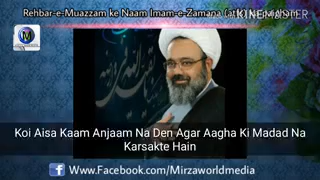 Rehbar-e-Muazzam ke Naam Imam-e-Zamana
KINEMASTER
Koi Aisa Kaam Anjaam Na Den Agar Aagha Ki Madad Na
Karsakte Hain
Www.Facebook.com/Mirzaworldmedia